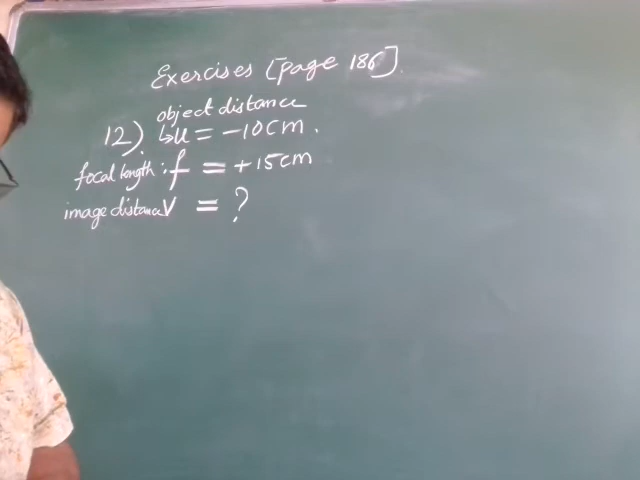 Exercises [page 186].
object distance
12). ↳u = -10cm.
focal length: f = +15cm
image distance V = ?